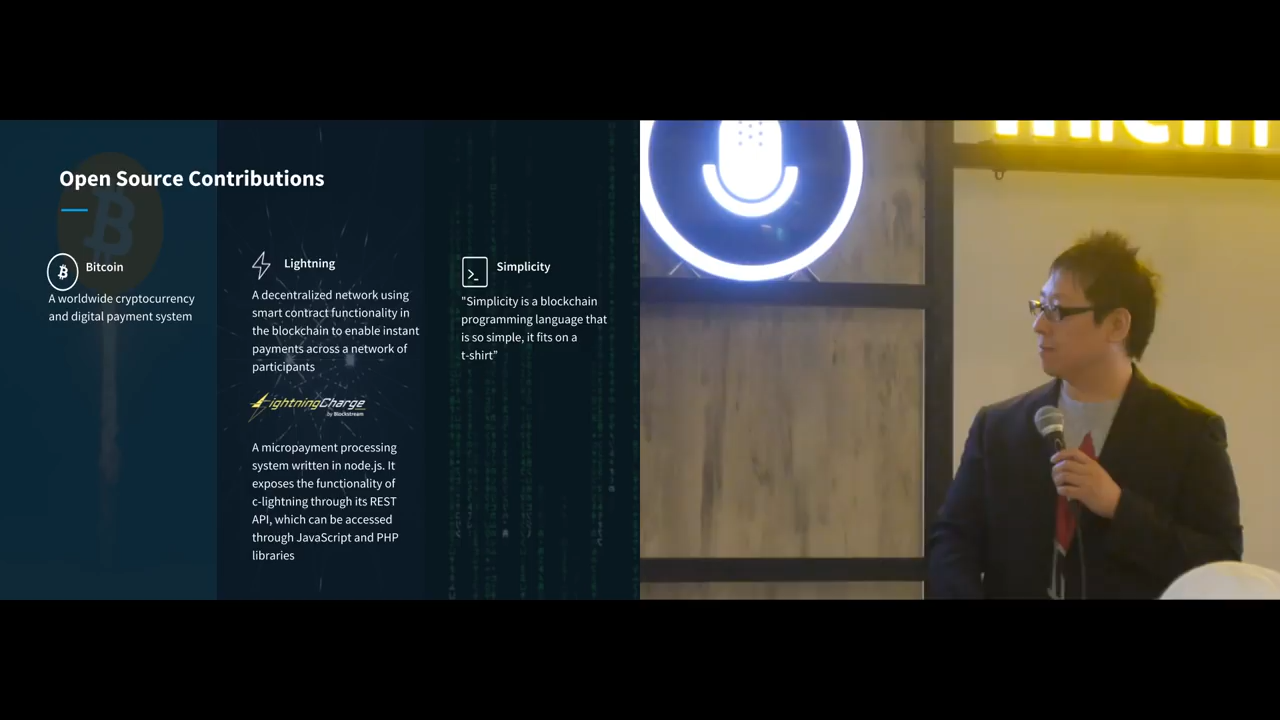 Open Source Contributions
Bitcoin
A worldwide cryptocurrency
and digital payment system
Lightning
A decentralized network using
smart contract functionality in
the blockchain to enable instant
payments across a network of
participants
LightningCharge
by Blockstream
A micropayment processing
system written in node.js. It
exposes the functionality of
c-lightning through its REST
API, which can be accessed
through JavaScript and PHP
libraries
Simplicity
"Simplicity is a blockchain
programming language that
is so simple, it fits on a
t-shirt”